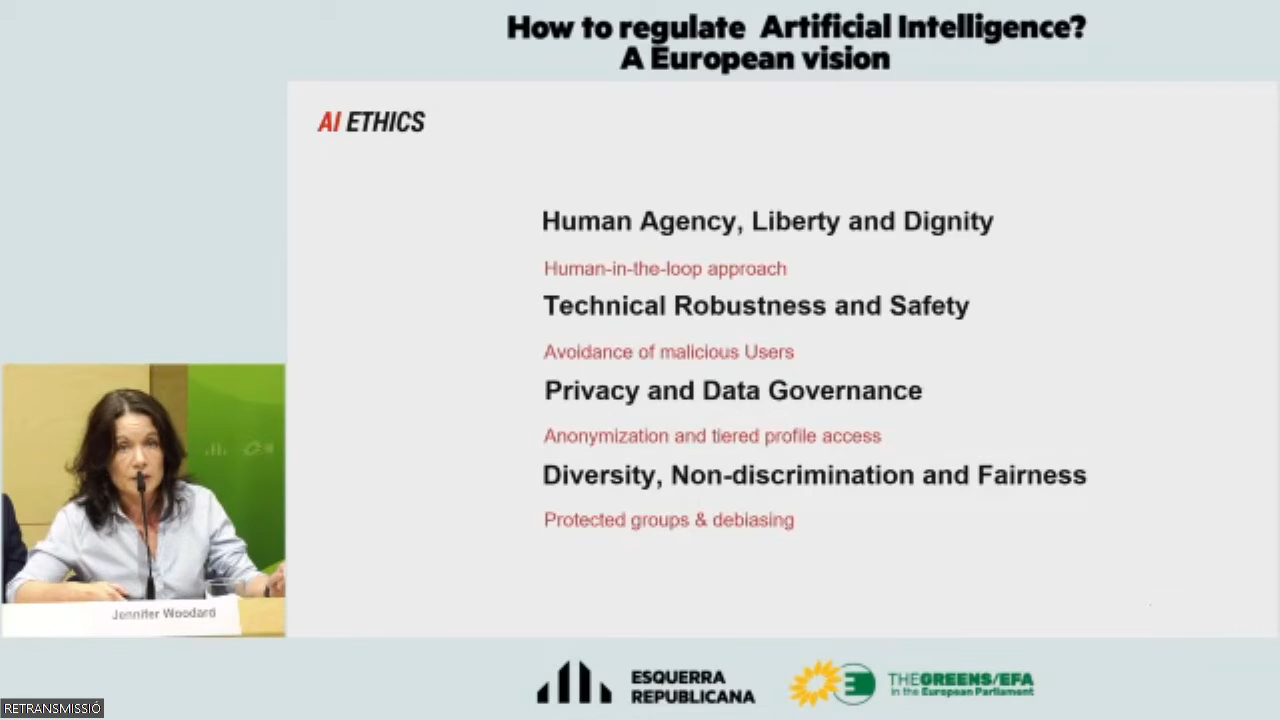 How to regulate Artificial Intelligence?
A European vision
AI ETHICS
Human Agency, Liberty and Dignity
Human-in-the-loop approach
Technical Robustness and Safety
Avoidance of malicious Users
Privacy and Data Governance
Anonymization and tiered profile access
Diversity, Non-discrimination and Fairness
Protected groups & debiasing
Jennifer Woodard
ESQUERRA
REPUBLICANA
THE GREENS/EFA
in the European Parliament
RETRANSMISSIÓ